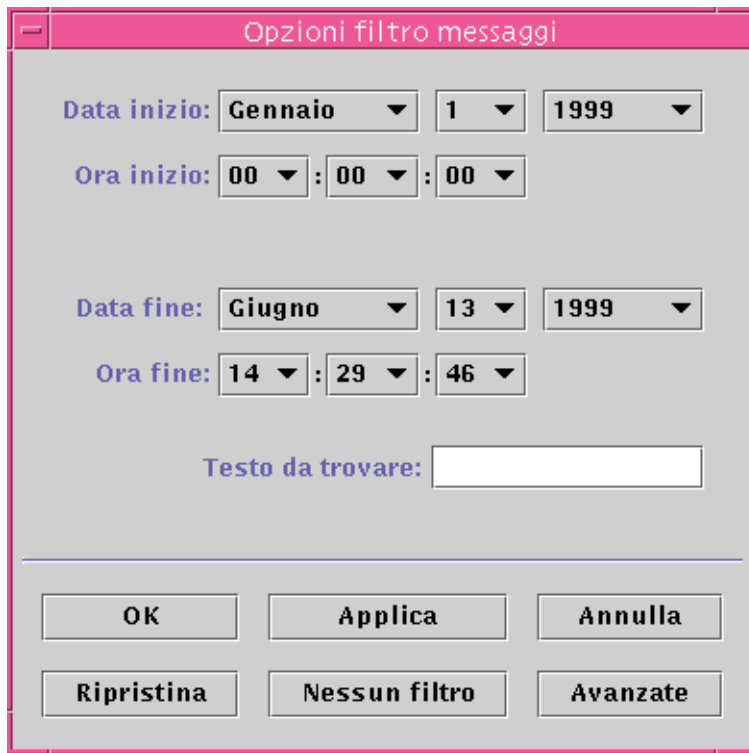 Opzioni filtro messaggi
Data inizio: Gennaio 1 1999
Ora inizio: 00 : 00 : 00
Data fine: Giugno 13 1999
Ora fine: 14 : 29 : 46
Testo da trovare:
OK Applica Annulla
Ripristina Nessun filtro Avanzate